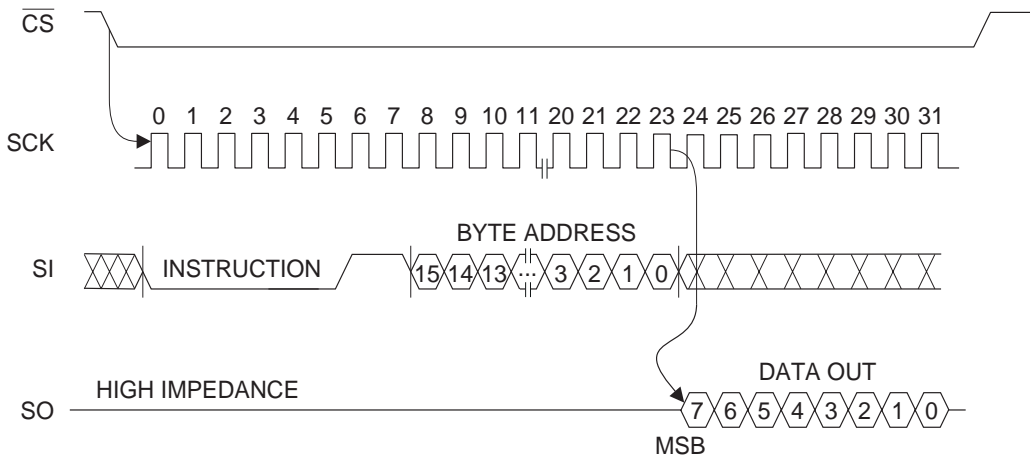 CS
0 1 2 3 4 5 6 7 8 9 10 11 20 21 22 23 24 25 26 27 28 29 30 31
SCK
BYTE ADDRESS
SI INSTRUCTION 15 14 13 ... 3 2 1 0
DATA OUT
HIGH IMPEDANCE
SO 7 6 5 4 3 2 1 0
MSB